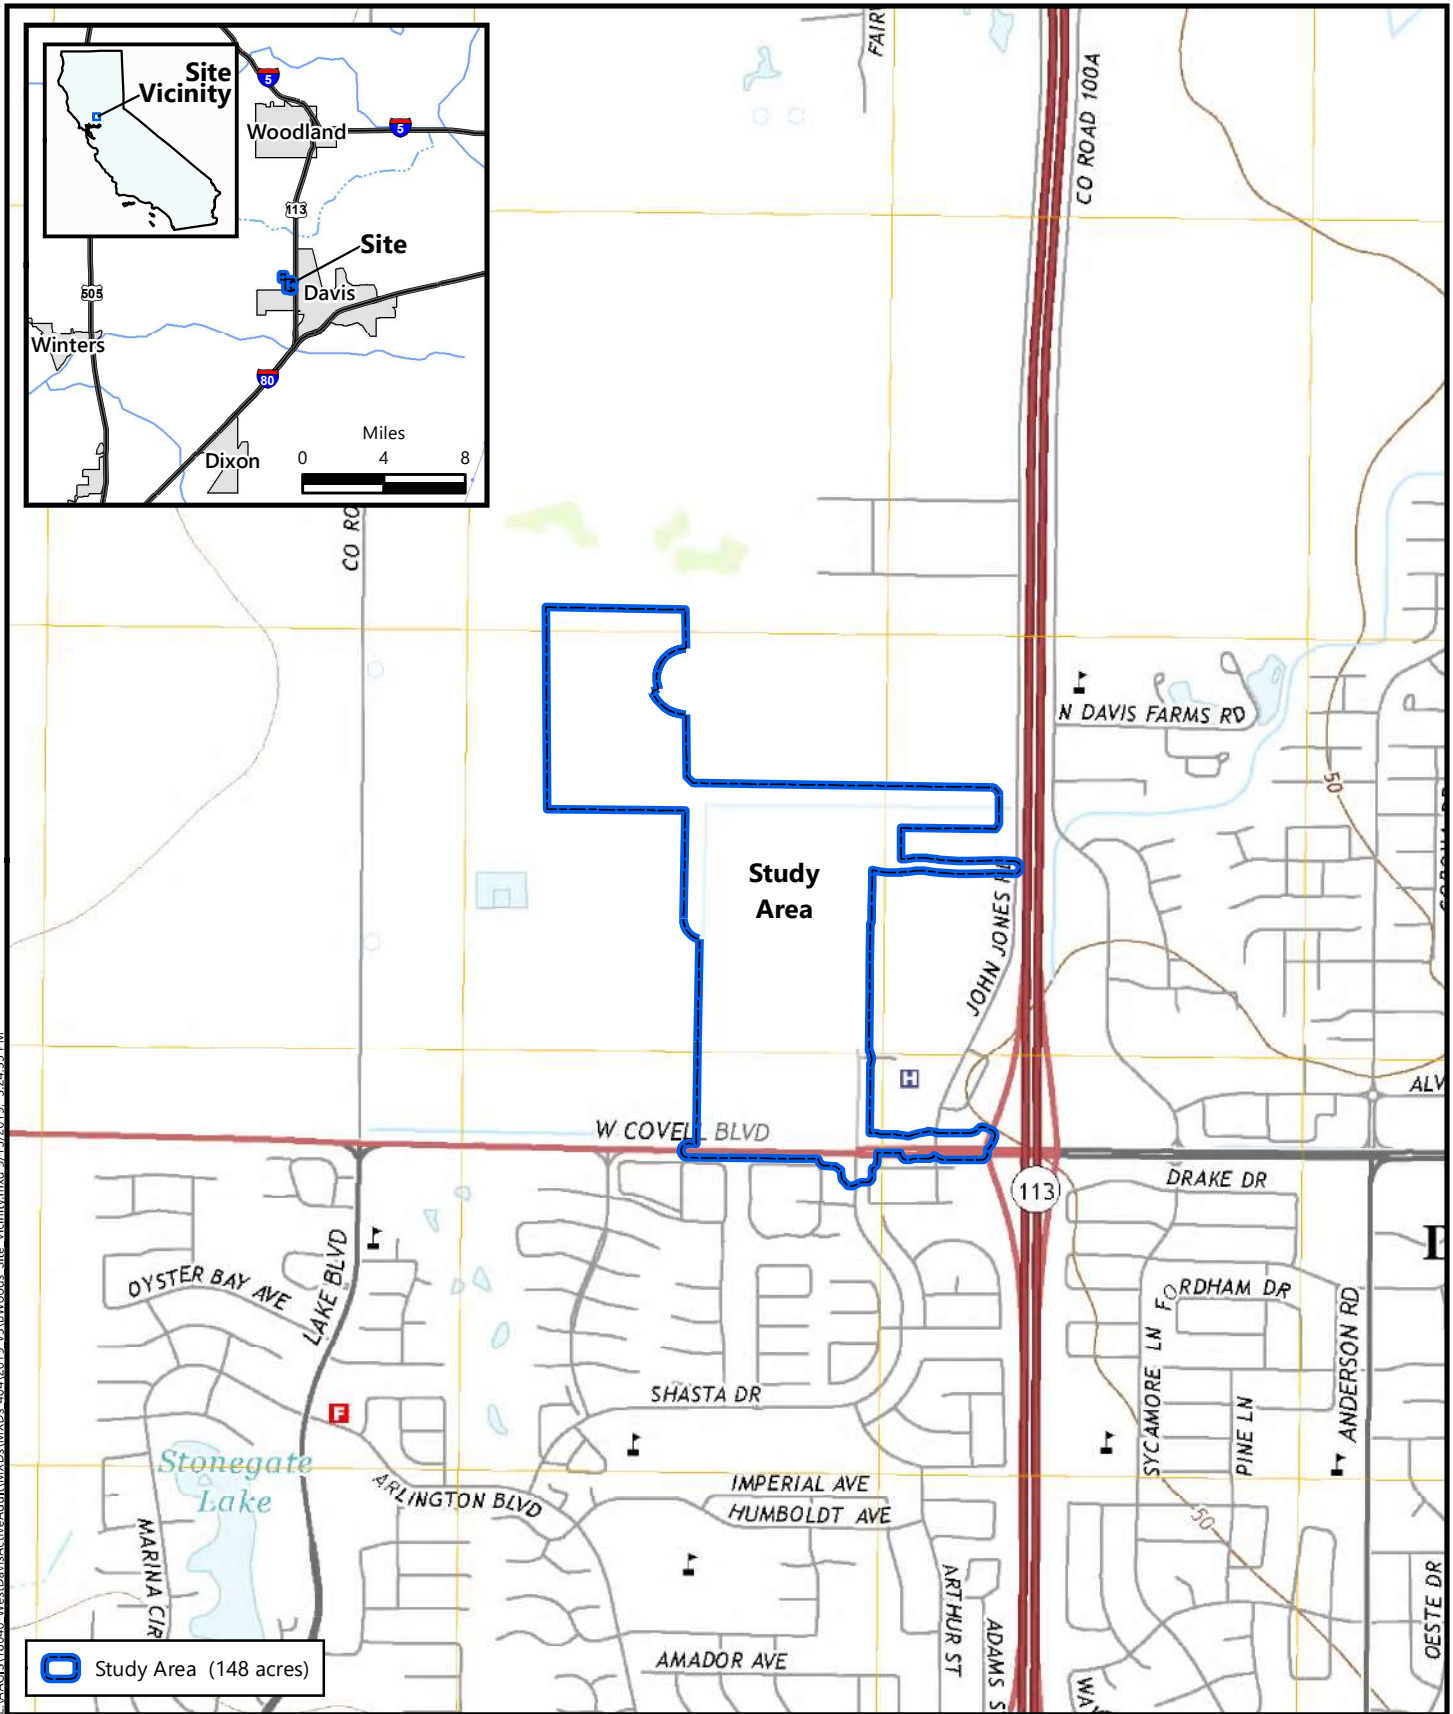 Site
Vicinity
5
Woodland
5
113
Site
505
Davis
Winters
80
Miles
0 4 8
Dixon
FAIR
CO ROAD 100A
CO RO
N DAVIS FARMS RD
50
Study
Area
JOHN JONES
H
ALV
W COVELL BLVD
113
DRAKE DR
OYSTER BAY AVE
LAKE BLVD
FORDHAM DR
SYCAMORE LN
ANDERSON RD
PINE LN
SHASTA DR
F
Stonegate
Lake
ARLINGTON BLVD
IMPERIAL AVE
HUMBOLDT AVE
50
MARINA CIR
ARTHUR ST
ADAMS S
OESTE DR
AMADOR AVE
WA
Study Area (148 acres)